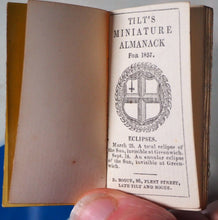 TILT'S
MINIATURE
ALMANACK
FOR 1857.
ECLIPSES.
March 25. A total eclipse of
the Sun, invisible at Greenwich.
Sept. 18. An annular eclipse
of the Sun, invisible at Green-
wich.
D. BOGUE, 86, FLEET STREET,
LATE TILT AND BOGUE.